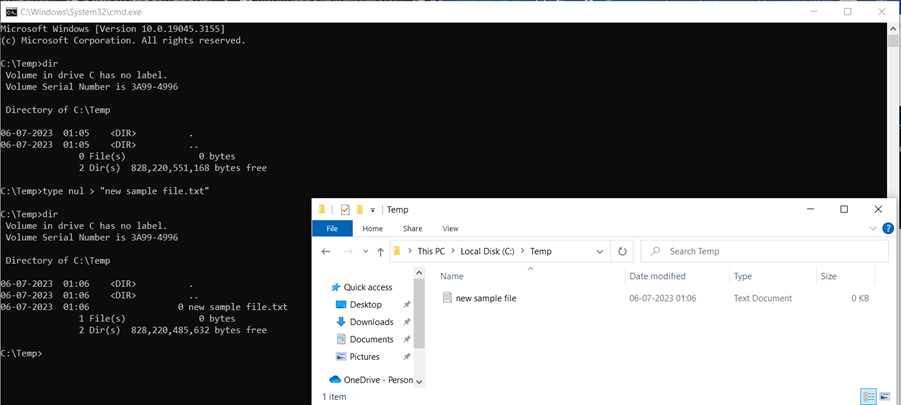 C:\Windows\System32\cmd.exe
Microsoft Windows [Version 10.0.19045.3155]
(c) Microsoft Corporation. All rights reserved.
C:\Temp>dir
Volume in drive C has no label.
Volume Serial Number is 3A99-4996
Directory of C:\Temp
06-07-2023  01:05    <DIR>          .
06-07-2023  01:05    <DIR>          ..
0 File(s)              0 bytes
2 Dir(s)  828,220,551,168 bytes free
C:\Temp>type nul > "new sample file.txt"
C:\Temp>dir
Volume in drive C has no label.
Volume Serial Number is 3A99-4996
Directory of C:\Temp
06-07-2023  01:06    <DIR>          .
06-07-2023  01:06    <DIR>          ..
06-07-2023  01:06                 0 new sample file.txt
1 File(s)              0 bytes
2 Dir(s)  828,220,485,632 bytes free
C:\Temp>
Temp
File Home Share View
This PC > Local Disk (C:) > Temp
Search Temp
Name Date modified Type Size
new sample file 06-07-2023 01:06 Text Document 0 KB
Quick access
Desktop
Downloads
Documents
Pictures
OneDrive - Person
1 item